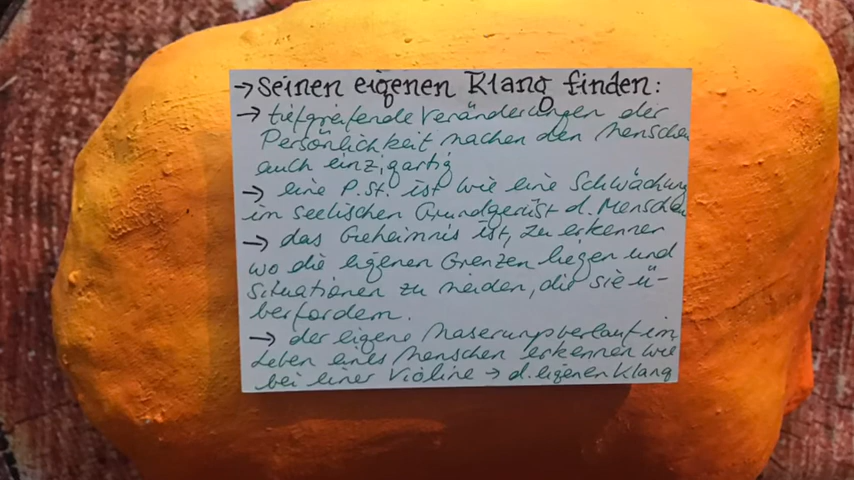 → Seinen eigenen Klang finden:
→ tiefgreifende Veränderungen der
Persönlichkeit machen den Menschen
auch einzigartig
→ eine P.St. ist wie eine Schwächung
im seelischen Grundgerüst d. Menschen
→ das Geheimnis ist, zu erkennen
wo die eigenen Grenzen liegen und
Situationen zu meiden, die sie ü-
berfordern.
→ der eigene Maserungsverlauf im
Leben eines Menschen erkennen wie
bei einer Violine → d. eigenen Klang